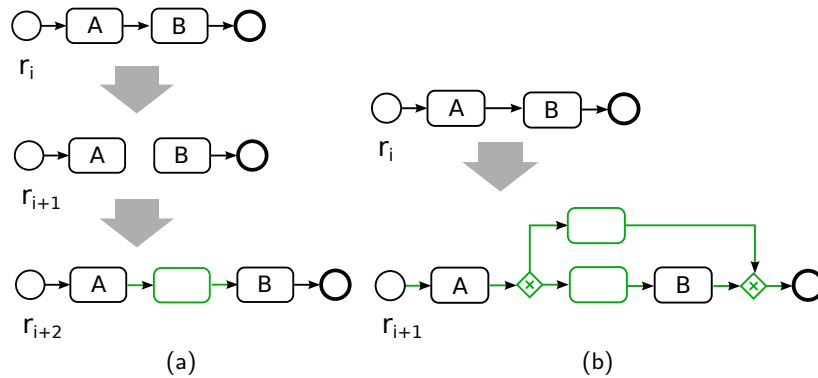 A B
r_i
A B
r_{i+1}
A B
r_{i+2}
(a)
A B
r_i
A B
r_{i+1}
(b)